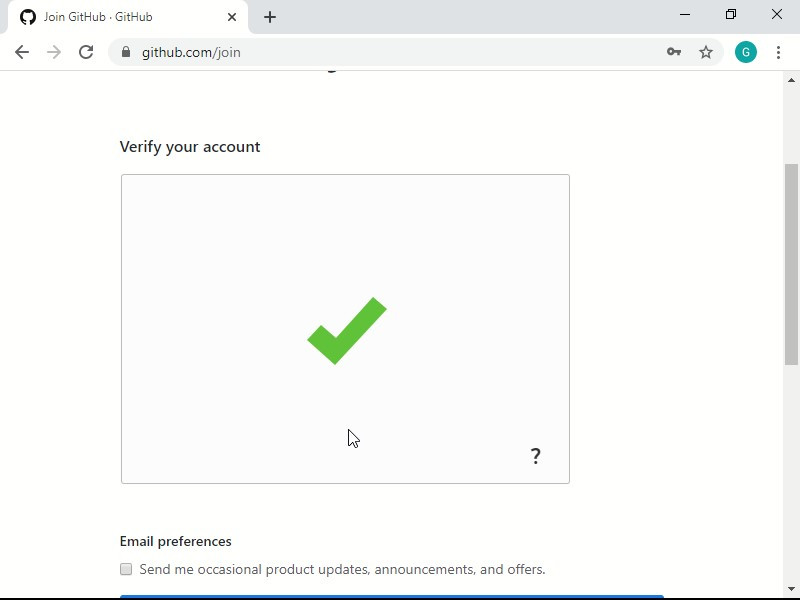 Join GitHub · GitHub
github.com/join
G
Verify your account
?
Email preferences
Send me occasional product updates, announcements, and offers.